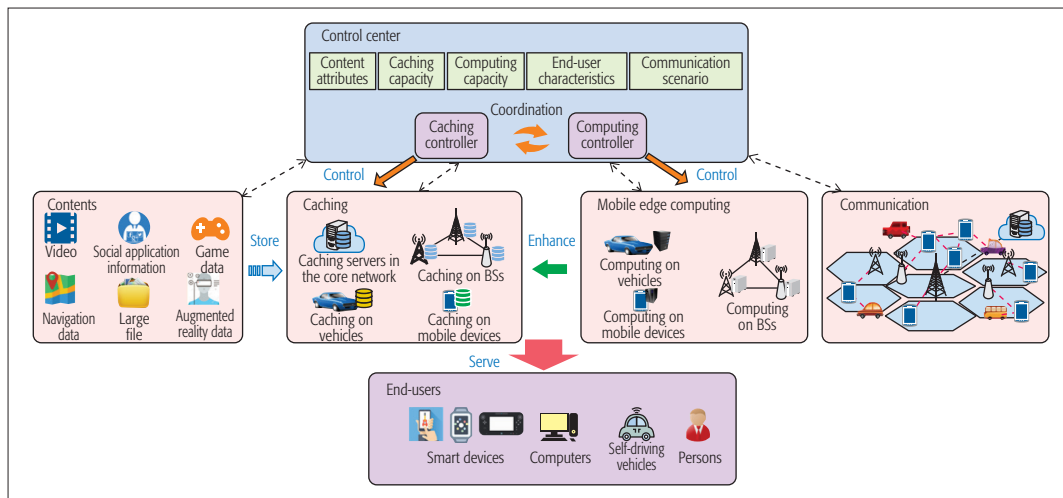 Control center
Content
attributes
Caching
capacity
Computing
capacity
End-user
characteristics
Communication
scenario
Coordination
Caching
controller
Computing
controller
Control
Control
Contents
Video
Social application
information
Game
data
Navigation
data
Large
file
Augmented
reality data
Store
Caching
Caching servers in
the core network
Caching on BSs
Caching on
vehicles
Caching on
mobile devices
Enhance
Mobile edge computing
Computing on
vehicles
Computing on
mobile devices
Computing
on BSs
Communication
Serve
End-users
Smart devices
Computers
Self-driving
vehicles
Persons